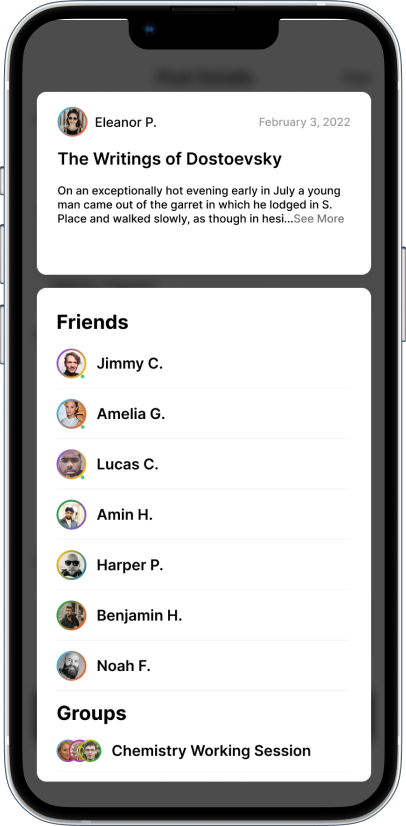 Eleanor P.
February 3, 2022
The Writings of Dostoevsky
On an exceptionally hot evening early in July a young
man came out of the garret in which he lodged in S.
Place and walked slowly, as though in hesi...See More
Friends
Jimmy C.
Amelia G.
Lucas C.
Amin H.
Harper P.
Benjamin H.
Noah F.
Groups
Chemistry Working Session